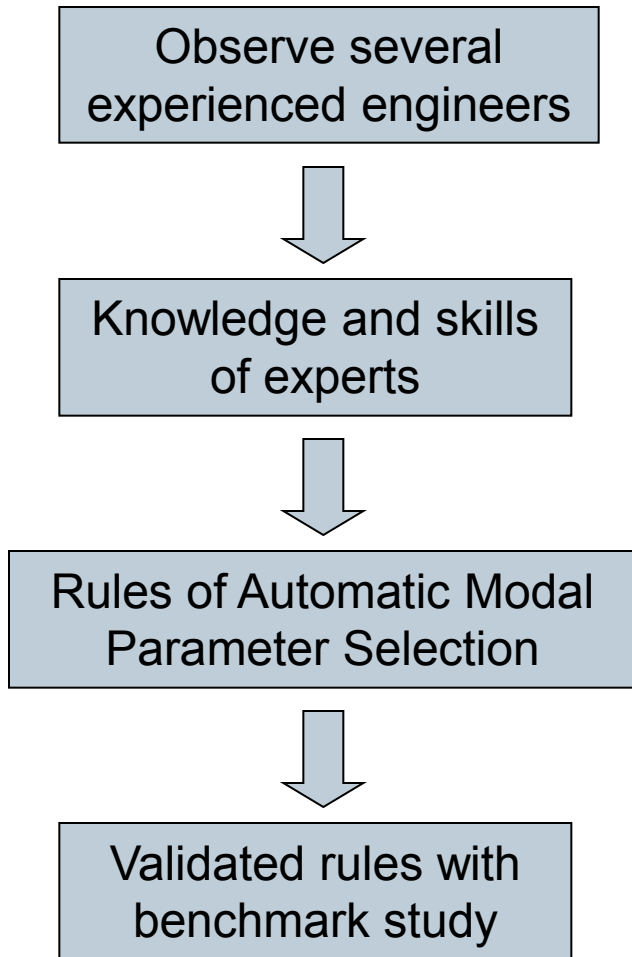 Observe several
experienced engineers
Knowledge and skills
of experts
Rules of Automatic Modal
Parameter Selection
Validated rules with
benchmark study